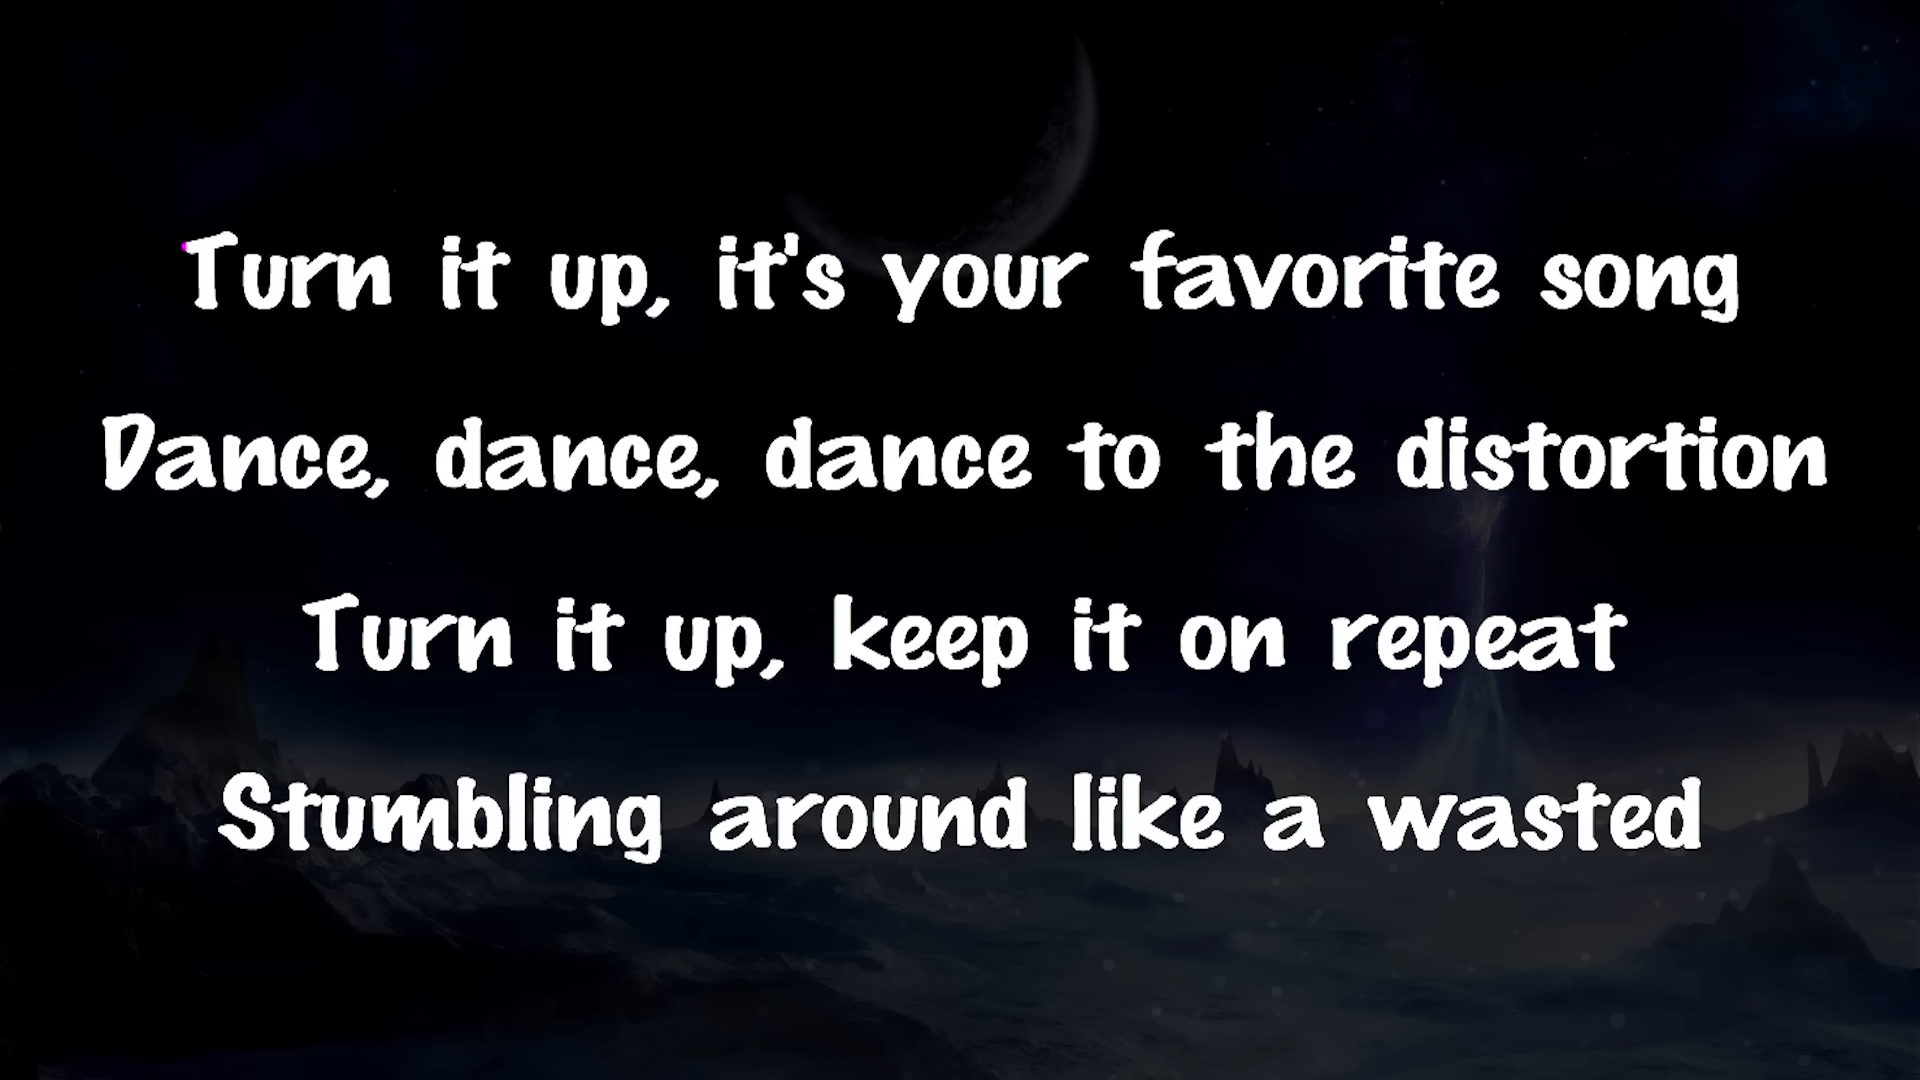 Turn it up, it's your favorite song
Dance, dance, dance to the distortion
Turn it up, keep it on repeat
Stumbling around like a wasted